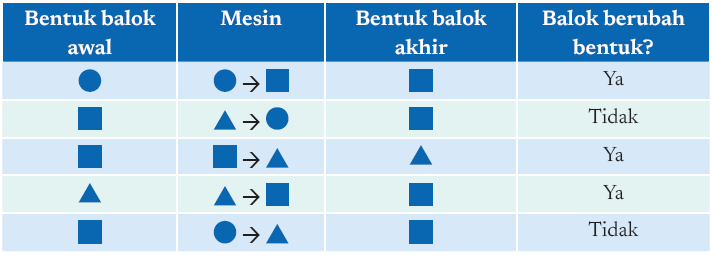 Bentuk balok
awal
Mesin
Bentuk balok
akhir
Balok berubah
bentuk?
Ya
Tidak
Ya
Ya
Tidak